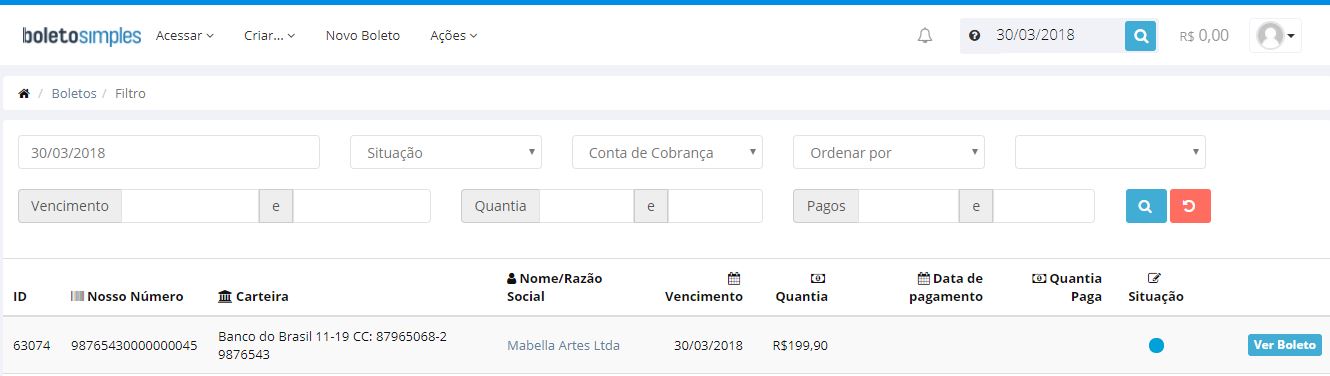 boletosimples Acessar Criar... Novo Boleto Ações 30/03/2018 R$ 0,00
/ Boletos / Filtro
30/03/2018 Situação Conta de Cobrança Ordenar por
Vencimento e Quantia e Pagos e
ID Nosso Número Carteira Nome/Razão Social Vencimento Quantia Data de pagamento Quantia Paga Situação
63074 98765430000000045 Banco do Brasil 11-19 CC: 87965068-2 Mabella Artes Ltda 30/03/2018 R$199,90 Ver Boleto
9876543